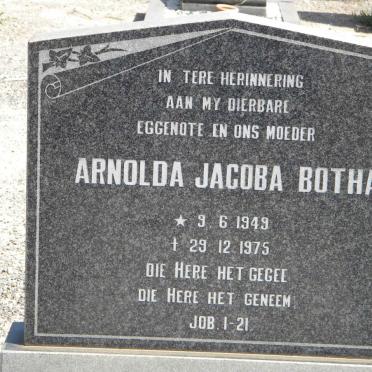 IN TERE HERINNERING
AAN MY DIERBARE
EGGENOTE EN ONS MOEDER
ARNOLDA JACOBA BOTHA
★ 9. 6. 1949
† 29. 12. 1975
DIE HERE HET GEGEE
DIE HERE HET GENEEM
JOB. 1-21.